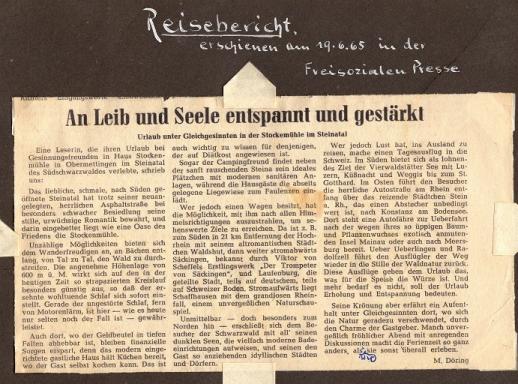 Reisebericht,
erschienen am 19.6.65 in der
Freisozialen Presse
An Leib und Seele entspannt und gestärkt
Urlaub unter Gleichgesinnten in der Stockemühle im Steinatal
Eine Leserin, die ihren Urlaub bei
Gesinnungsfreunden in Haus Stocke-
mühle in Obermettingen im Steinatal
des Südschwarzwaldes verlebte, schrieb
uns:
Das liebliche, schmale, nach Süden ge-
öffnete Steinatal hat trotz seiner neuan-
gelegten, herrlichen Asphaltstraße bei
besonders schwacher Besiedlung seine
stille, urwüchsige Romantik bewahrt, und
darin eingebettet liegt wie eine Oase des
Friedens die Stockemühle.
Unzählige Möglichkeiten bieten sich
dem Wanderfreudigen an, an Bächen ent-
lang, von Tal zu Tal, den Wald zu durch-
streifen. Die angenehme Höhenlage von
600 m ü. M. wirkt sich auf den in der
heutigen Zeit so strapazierten Kreislauf
besonders günstig aus, so daß der er-
sehnte wohltuende Schlaf sich sofort ein-
stellt. Gerade der ungestörte Schlaf, fern
von Motorenlärm, ist hier — wie es heute
nur selten noch der Fall ist — gewähr-
leistet.
Auch dort, wo der Geldbeutel in tiefen
Falten abhebbar ist, bleiben finanzielle
Sorgen erspart, denn das modern einge-
richtete gastliche Haus hält Küchen bereit,
wo der Gast selbst kochen kann. Das ist
auch wichtig zu wissen für denjenigen,
der auf Diätkost angewiesen ist.
Sogar der Campingfreund findet neben
der sanft rauschenden Steina sein ideales
Plätzchen mit modernen sanitären An-
lagen, während die Hausgäste die abseits
gelegene Liegewiese zum Faulenzen ein-
lädt.
Wer jedoch einen Wagen besitzt, hat
die Möglichkeit, mit ihm nach allen Him-
melsrichtungen auszustrahlen, um se-
henswerte Ziele zu erreichen. Da ist z. B.
zum Süden in 21 km Entfernung der Hoch-
rhein mit seinem altromantischen Städt-
chen Waldshut, dann weiter stromabwärts
Säckingen, bekannt durch Viktor von
Scheffels Erstlingswerk „Der Trompeter
von Säckingen“, und Laufenburg, die
geteilte Stadt, teils auf deutschem, teils
auf Schweizer Boden. Stromaufwärts liegt
Schaffhausen mit dem grandiosen Rhein-
fall, einem unvergeßlichen Naturschau-
spiel.
Unmittelbar — doch besonders zum
Norden hin — erschließt sich dem Be-
sucher der Schwarzwald mit all' seinen
dunklen Seen, die vielfach moderne Bade-
einrichtungen aufweisen, und seinen den
Gast so anziehenden idyllischen Städten
und Dörfern.
Wer jedoch Lust hat, ins Ausland zu
reisen, mache einen Tagesausflug in die
Schweiz. Im Süden bietet sich als lohnen-
des Ziel der Vierwaldstätter See mit Lu-
zern, Küßnacht und Weggis bis zum St.
Gotthard. Im Osten führt den Besucher
die herrliche Autostraße am Rhein ent-
lang über das reizende Städtchen Stein
a. Rh., das einen Abstecher unbedingt
wert ist, nach Konstanz am Bodensee.
Dort steht eine Autofähre zur Überfahrt
nach der wegen ihres so üppigen Baum-
und Pflanzenwuchses exotisch anmuten-
den Insel Mainau oder auch nach Meers-
burg bereit. Ueber Ueberlingen und Ra-
dolfzell führt den Ausflügler der Weg
wieder in die Stille der Waldnatur zurück.
Diese Ausflüge geben dem Urlaub das,
was für die Speise die Würze ist. Und
mehr bedarf es nicht, soll der Urlaub
Erholung und Entspannung bedeuten.
Seine Krönung aber erfährt ein Aufent-
halt unter Gleichgesinnten dort, wo sich
die Natur geradezu verschwendet, durch
den Charme der Gastgeber. Manch unver-
geßlich fröhlicher Abend mit anregenden
Diskussionen macht die Ferienzeit so ganz
anders, als sie sonst überall erleben.
M. Döring